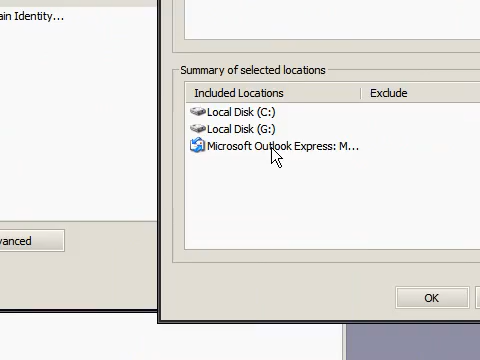 ain Identity...
Summary of selected locations
Included Locations Exclude
Local Disk (C:)
Local Disk (G:)
Microsoft Outlook Express: M...
vanced
OK